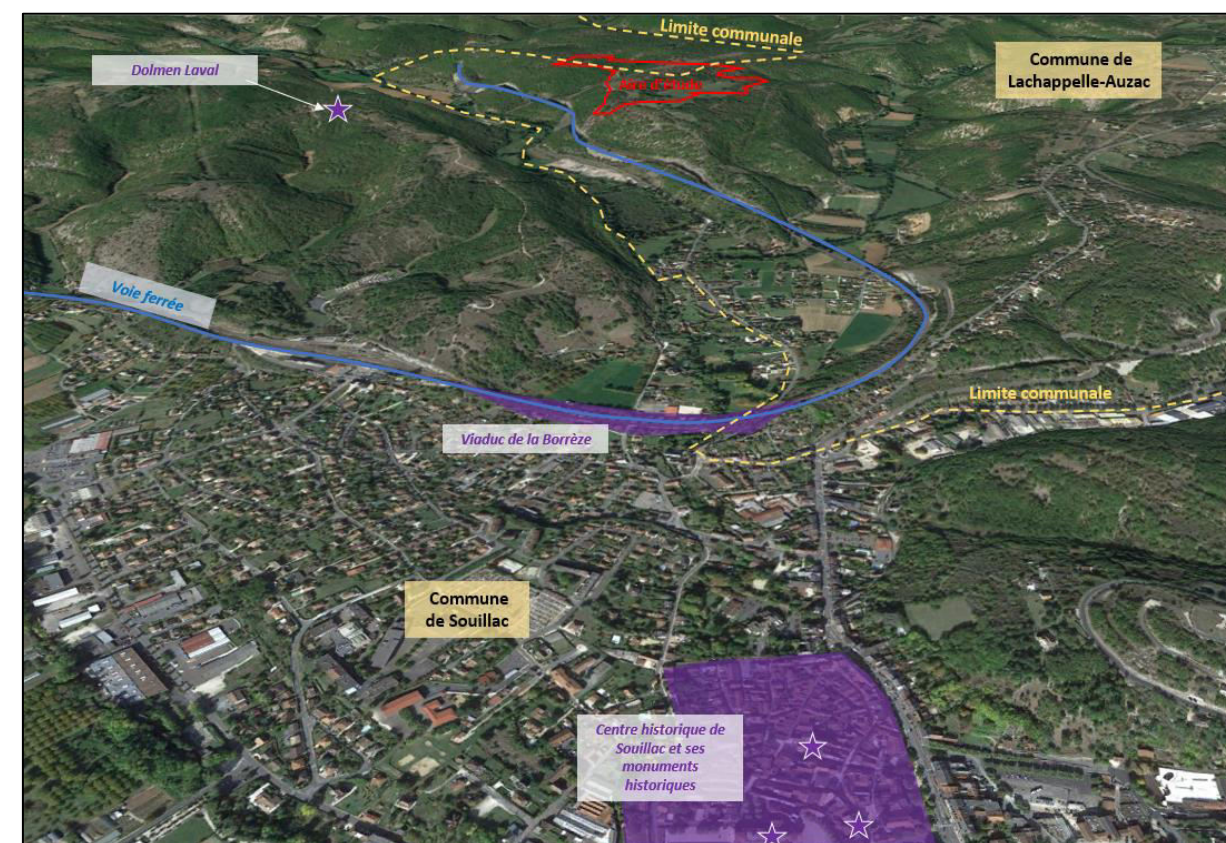 Limite communale
Dolmen Laval
Commune de
Lachappelle-Auzac
Aire d'étude
Voie ferrée
Limite communale
Viaduc de la Borrèze
Commune
de Souillac
Centre historique de
Souillac et ses
monuments
historiques